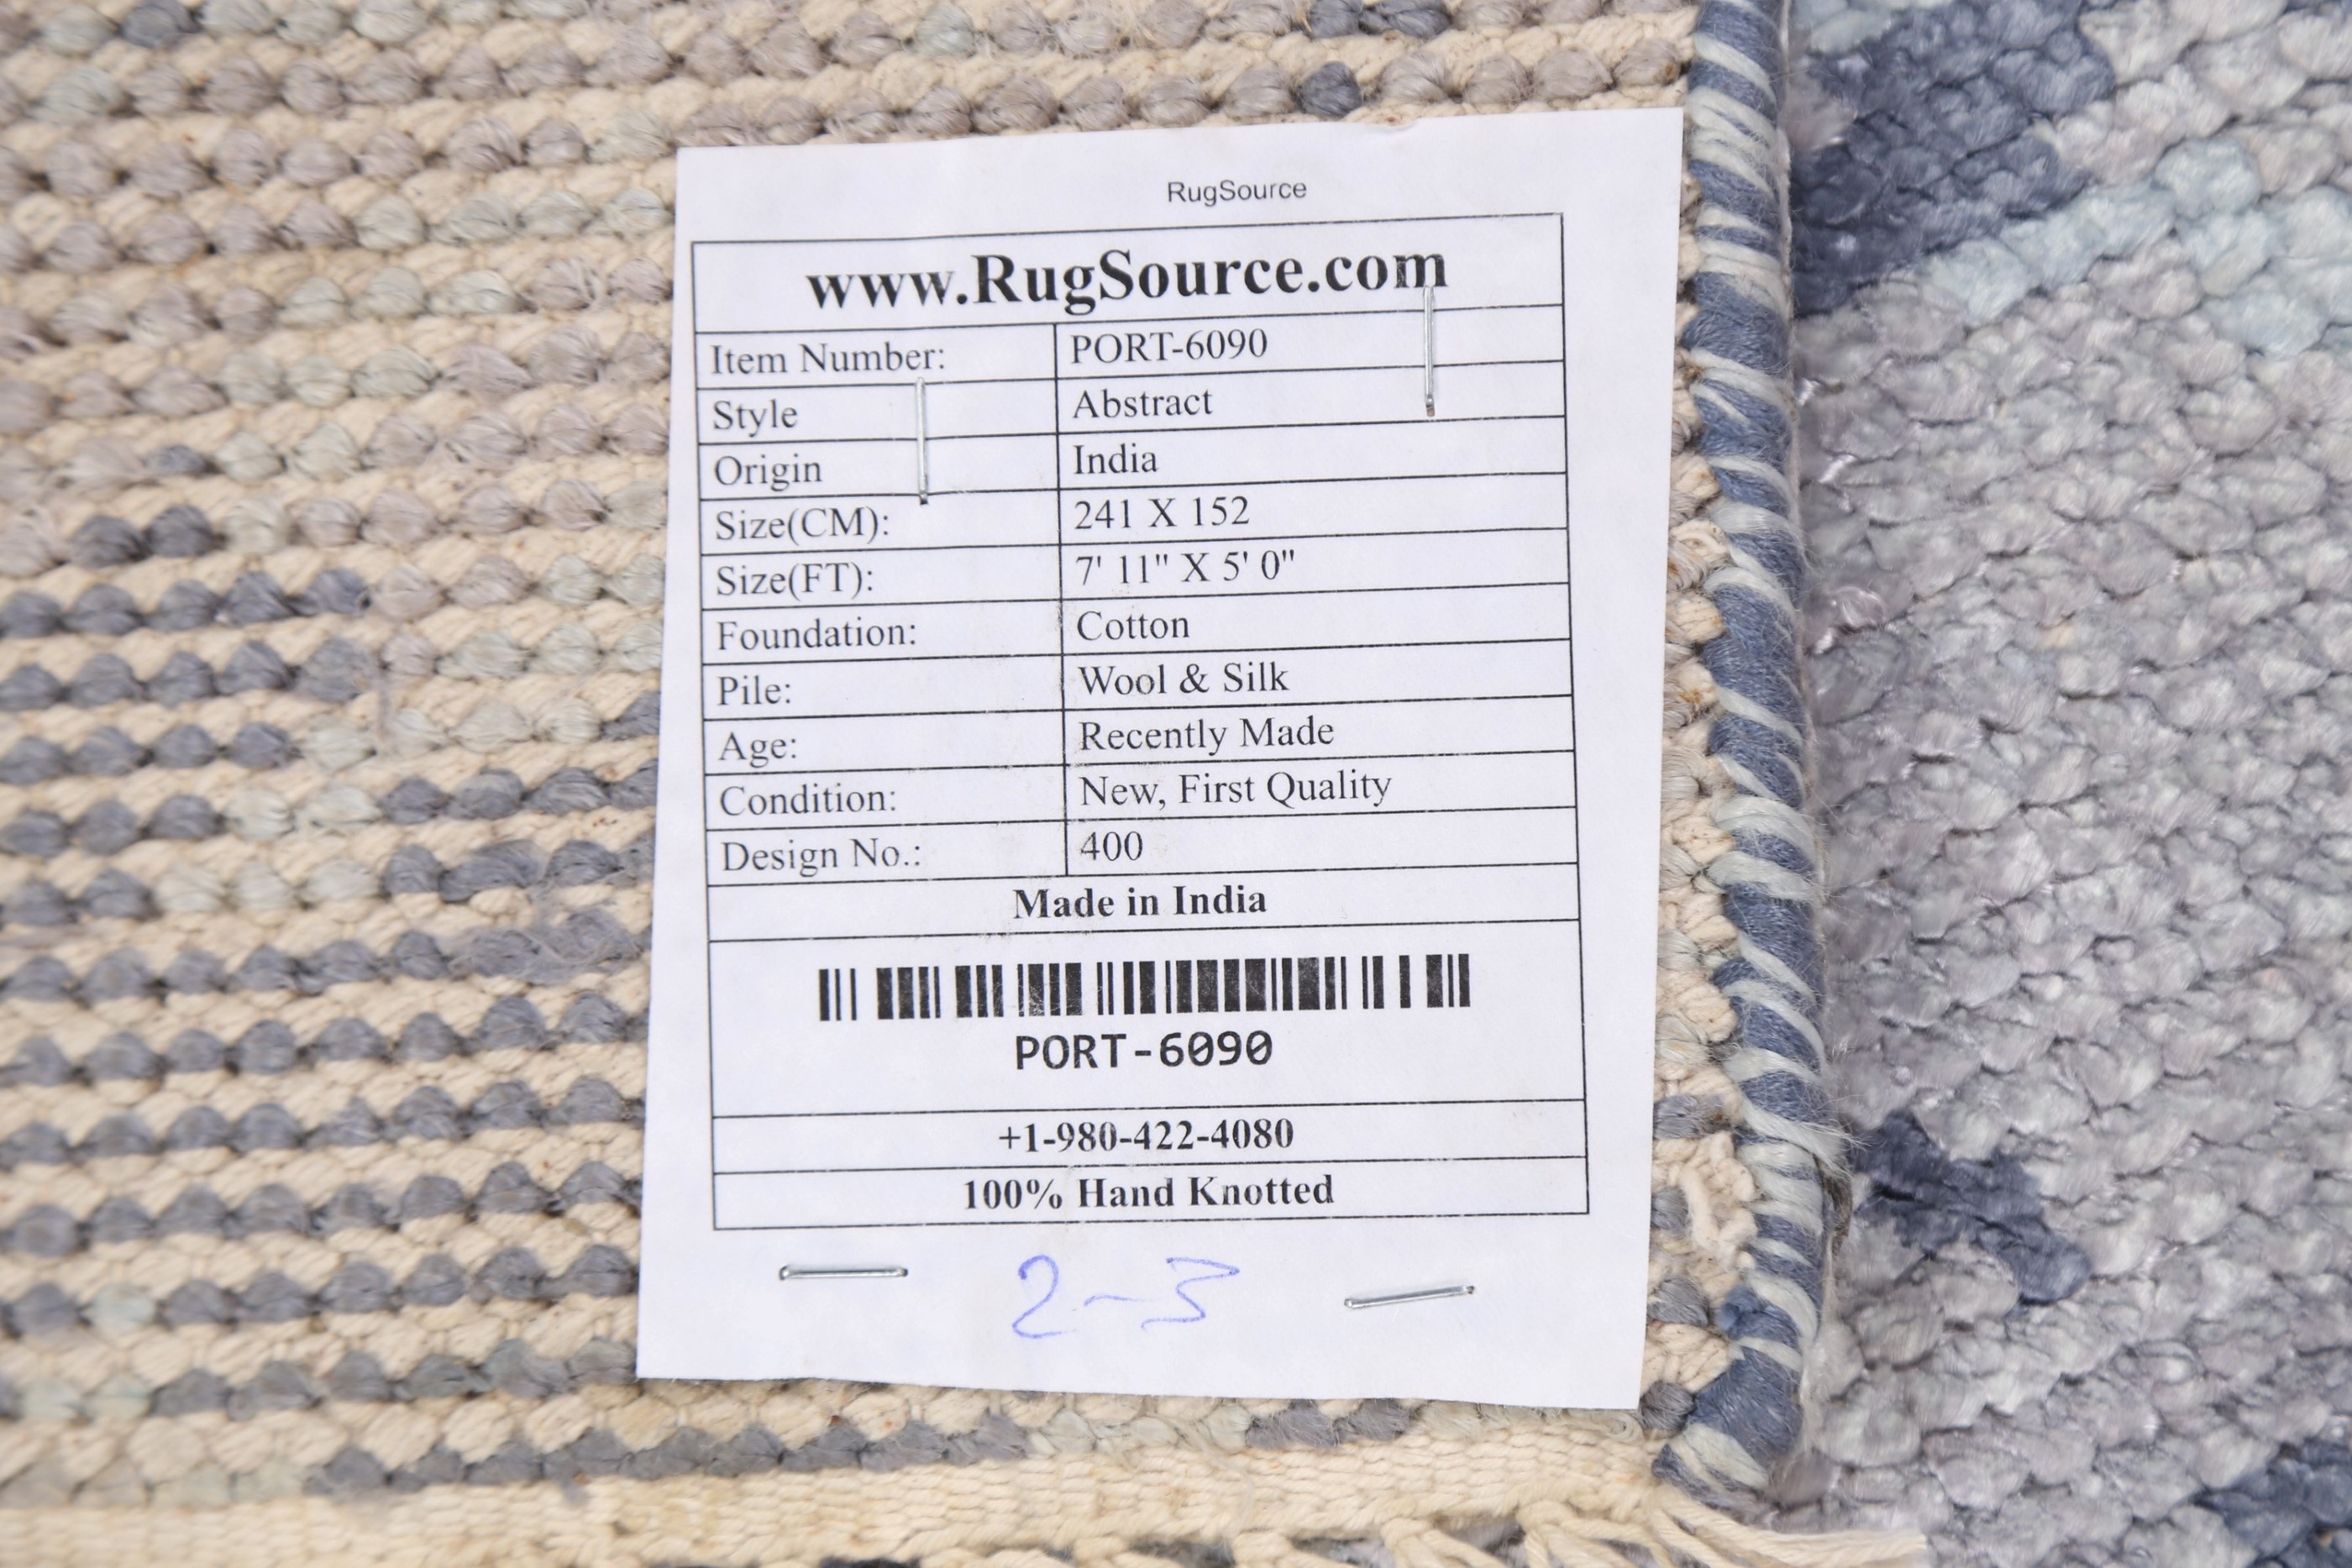 RugSource
www.RugSource.com
Item Number: PORT-6090
Style Abstract
Origin India
Size(CM): 241 X 152
Size(FT): 7' 11" X 5' 0"
Foundation: Cotton
Pile: Wool & Silk
Age: Recently Made
Condition: New, First Quality
Design No.: 400
Made in India
PORT-6090
+1-980-422-4080
100% Hand Knotted
2-3